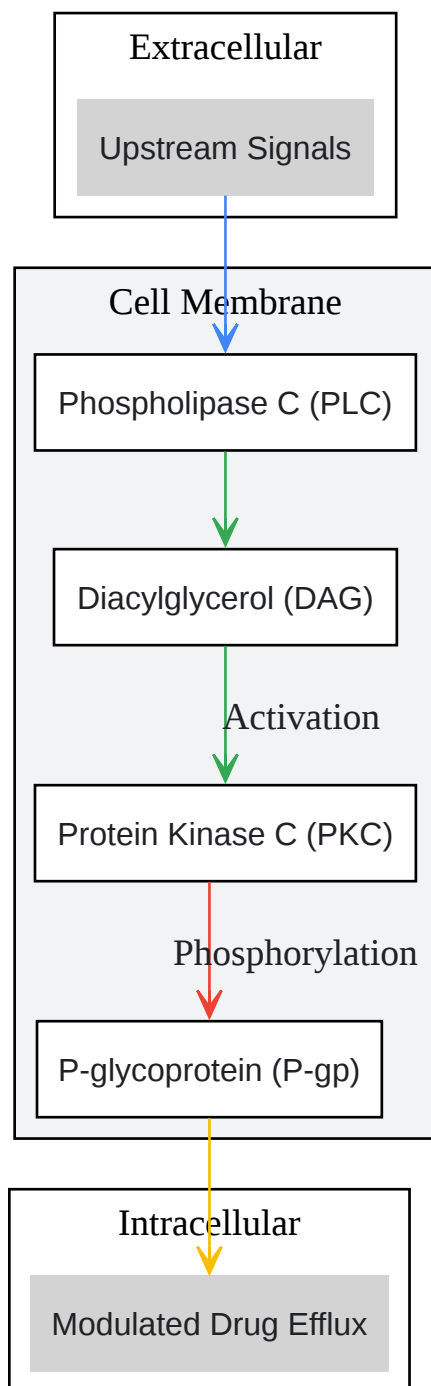 Extracellular
Upstream Signals
Cell Membrane
Phospholipase C (PLC)
Diacylglycerol (DAG)
Activation
Protein Kinase C (PKC)
Phosphorylation
P-glycoprotein (P-gp)
Intracellular
Modulated Drug Efflux